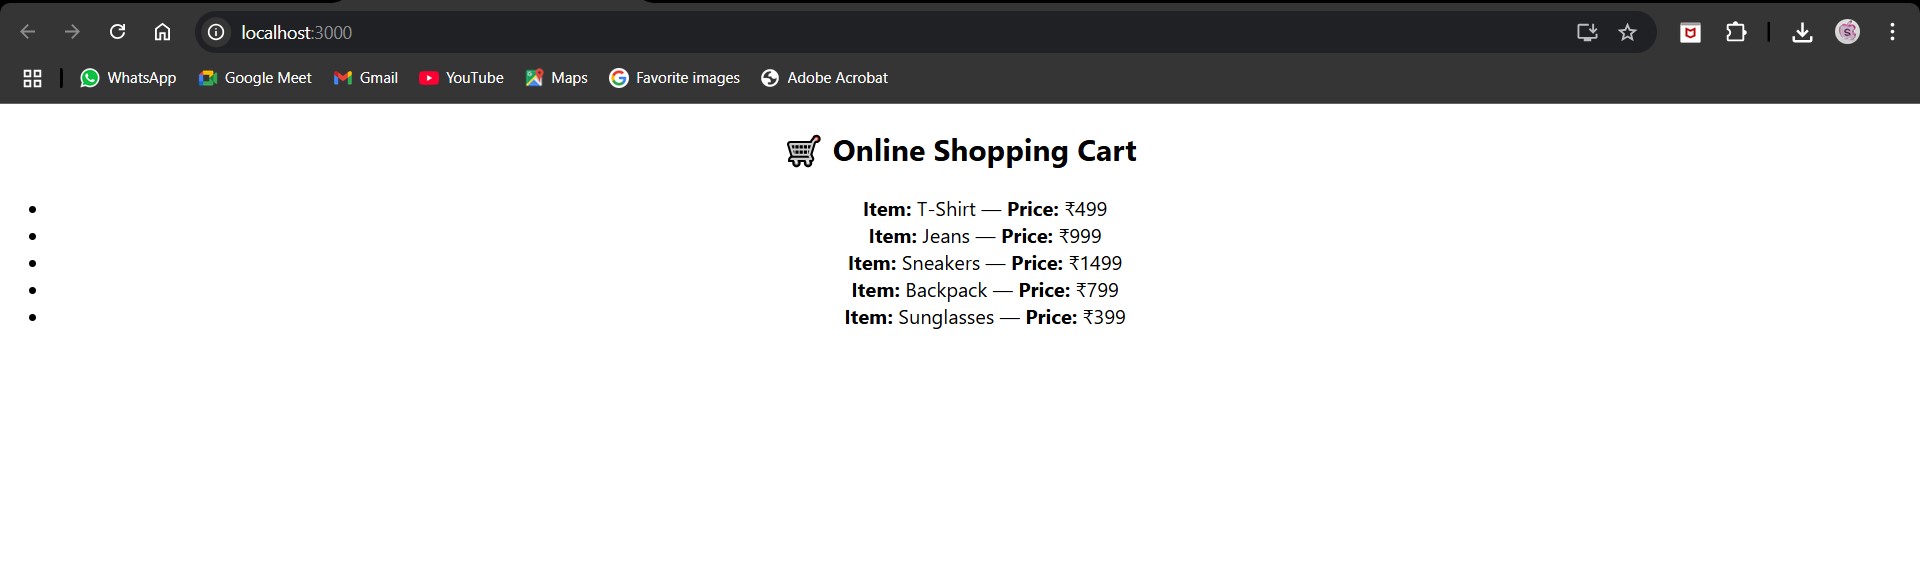 localhost:3000
WhatsApp Google Meet Gmail YouTube Maps Favorite images Adobe Acrobat
🛒 Online Shopping Cart
• Item: T-Shirt — Price: ₹499
• Item: Jeans — Price: ₹999
• Item: Sneakers — Price: ₹1499
• Item: Backpack — Price: ₹799
• Item: Sunglasses — Price: ₹399